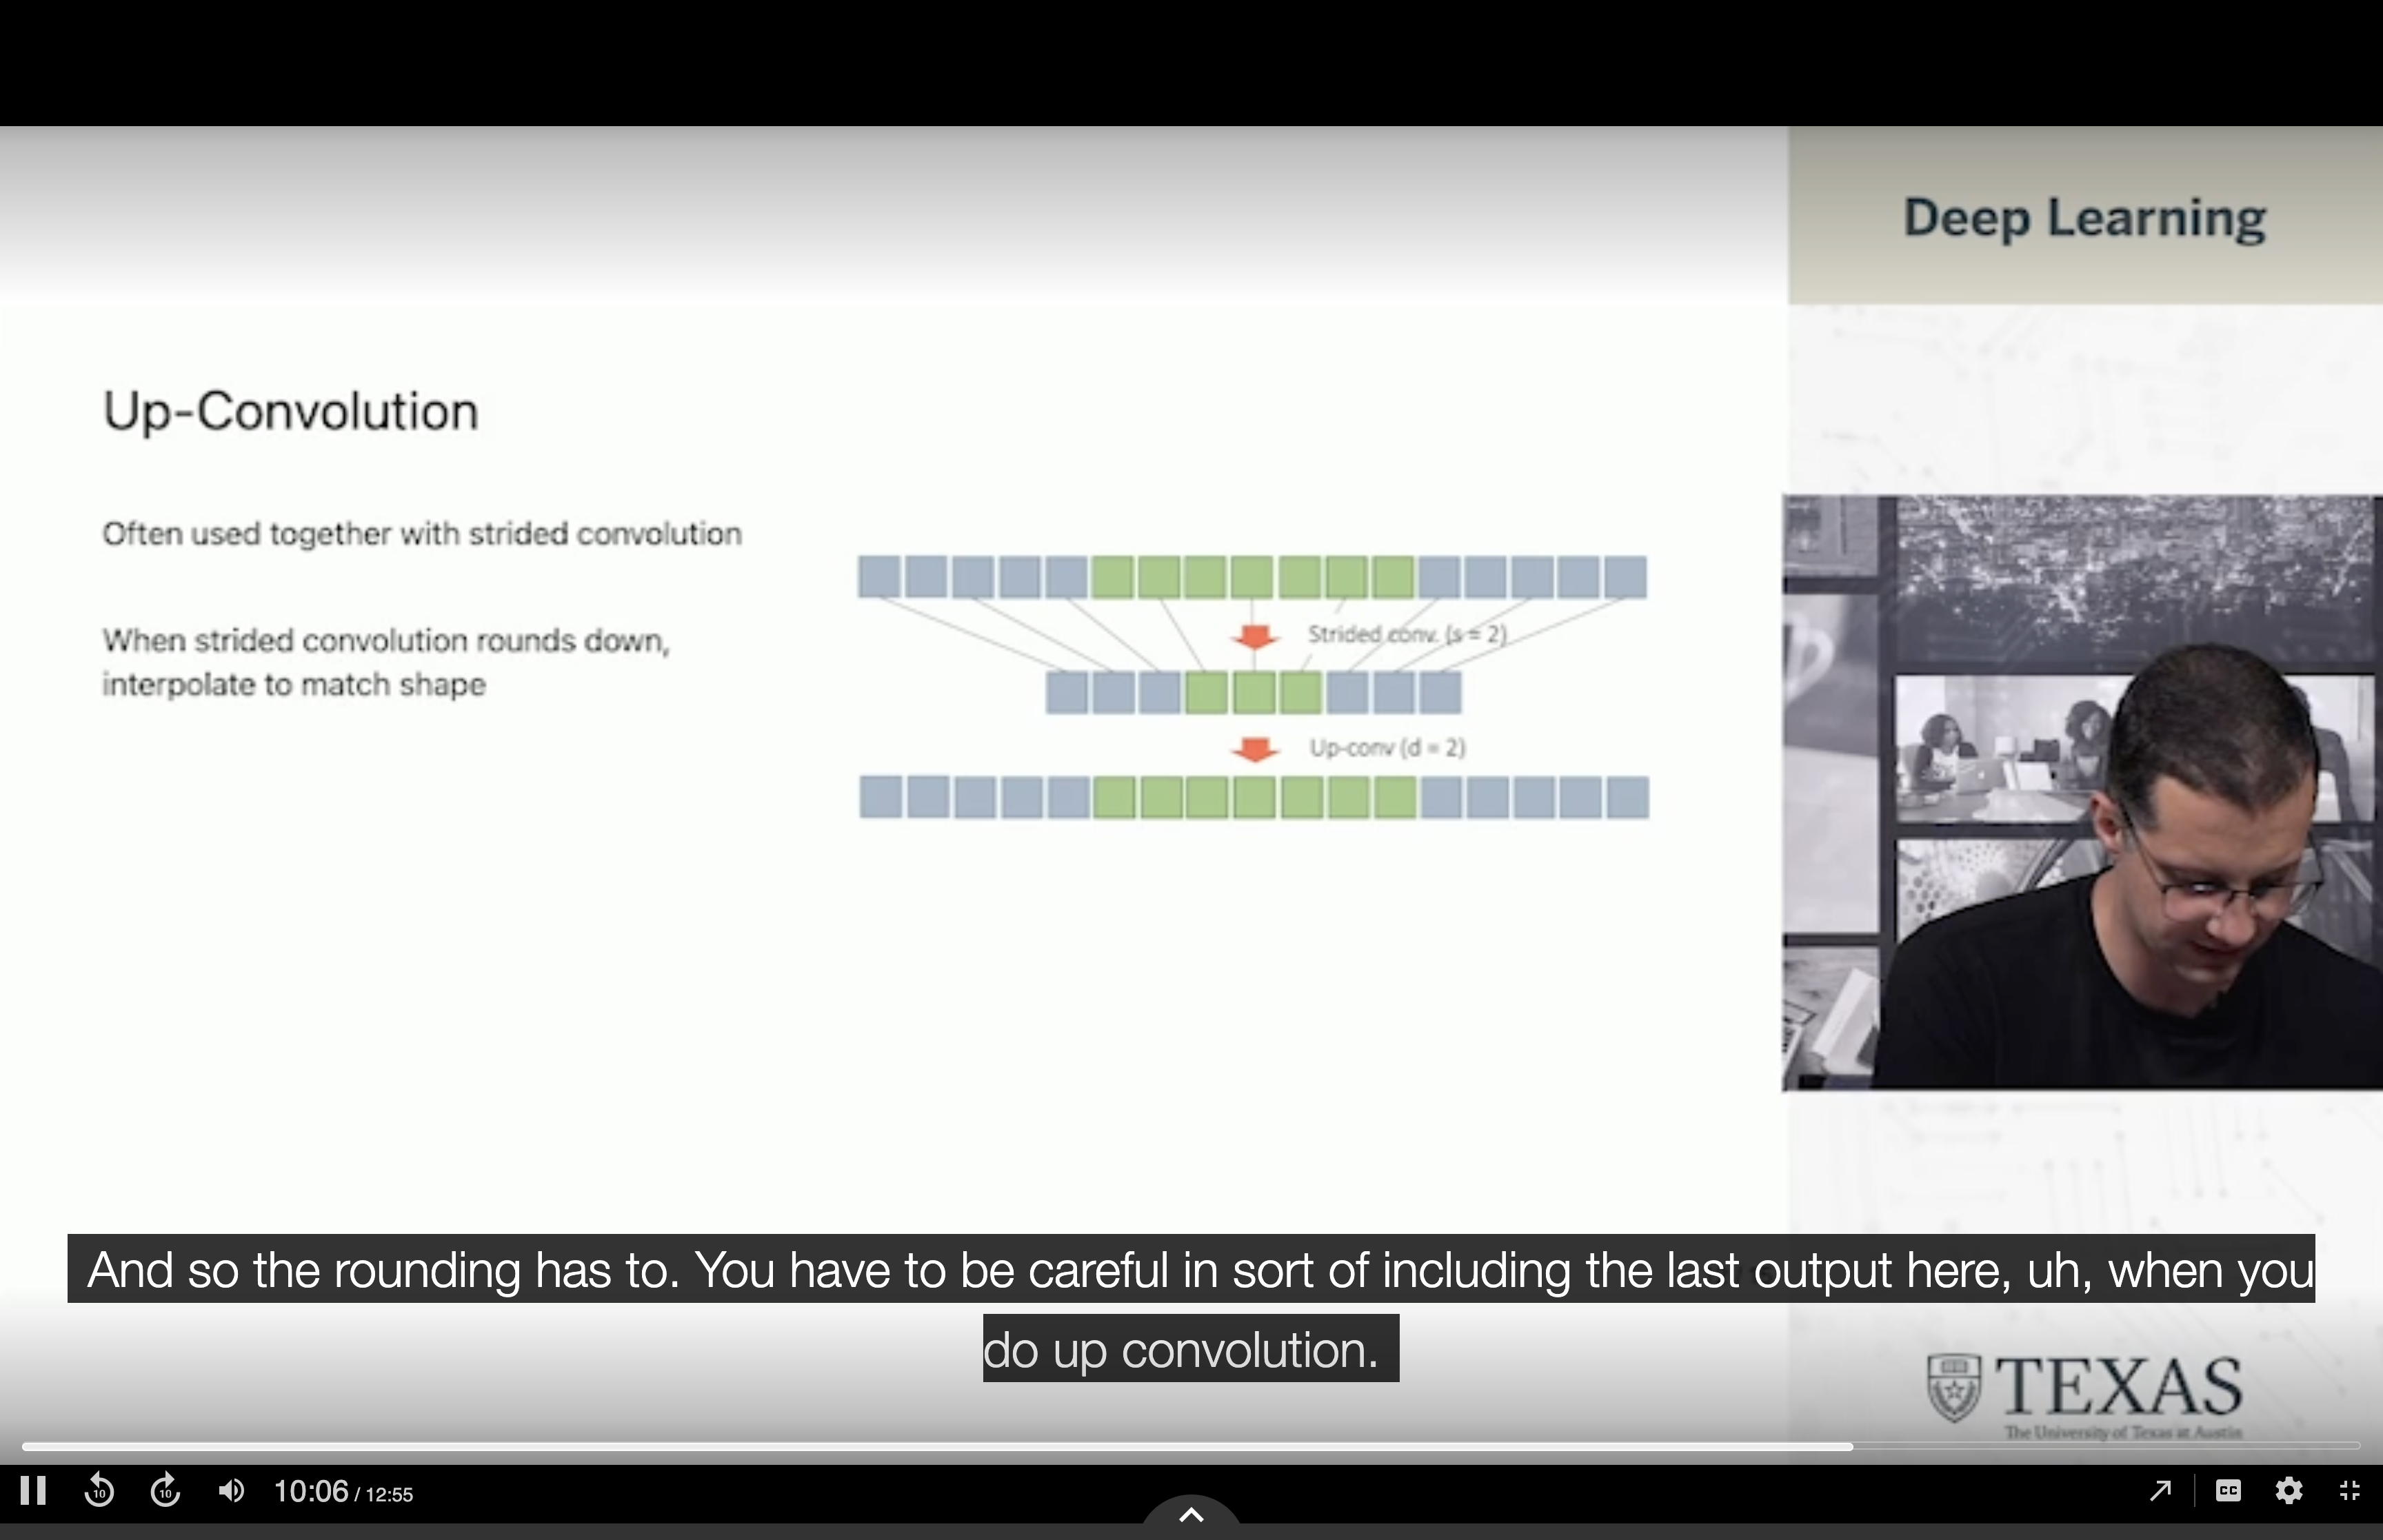 Deep Learning
Up-Convolution
Often used together with strided convolution
When strided convolution rounds down,
interpolate to match shape
Strided conv. (s = 2)
Up-conv (d = 2)
And so the rounding has to. You have to be careful in sort of including the last output here, uh, when you
do up convolution.
TEXAS
The University of Texas at Austin
10
10
10:06 / 12:55
CC